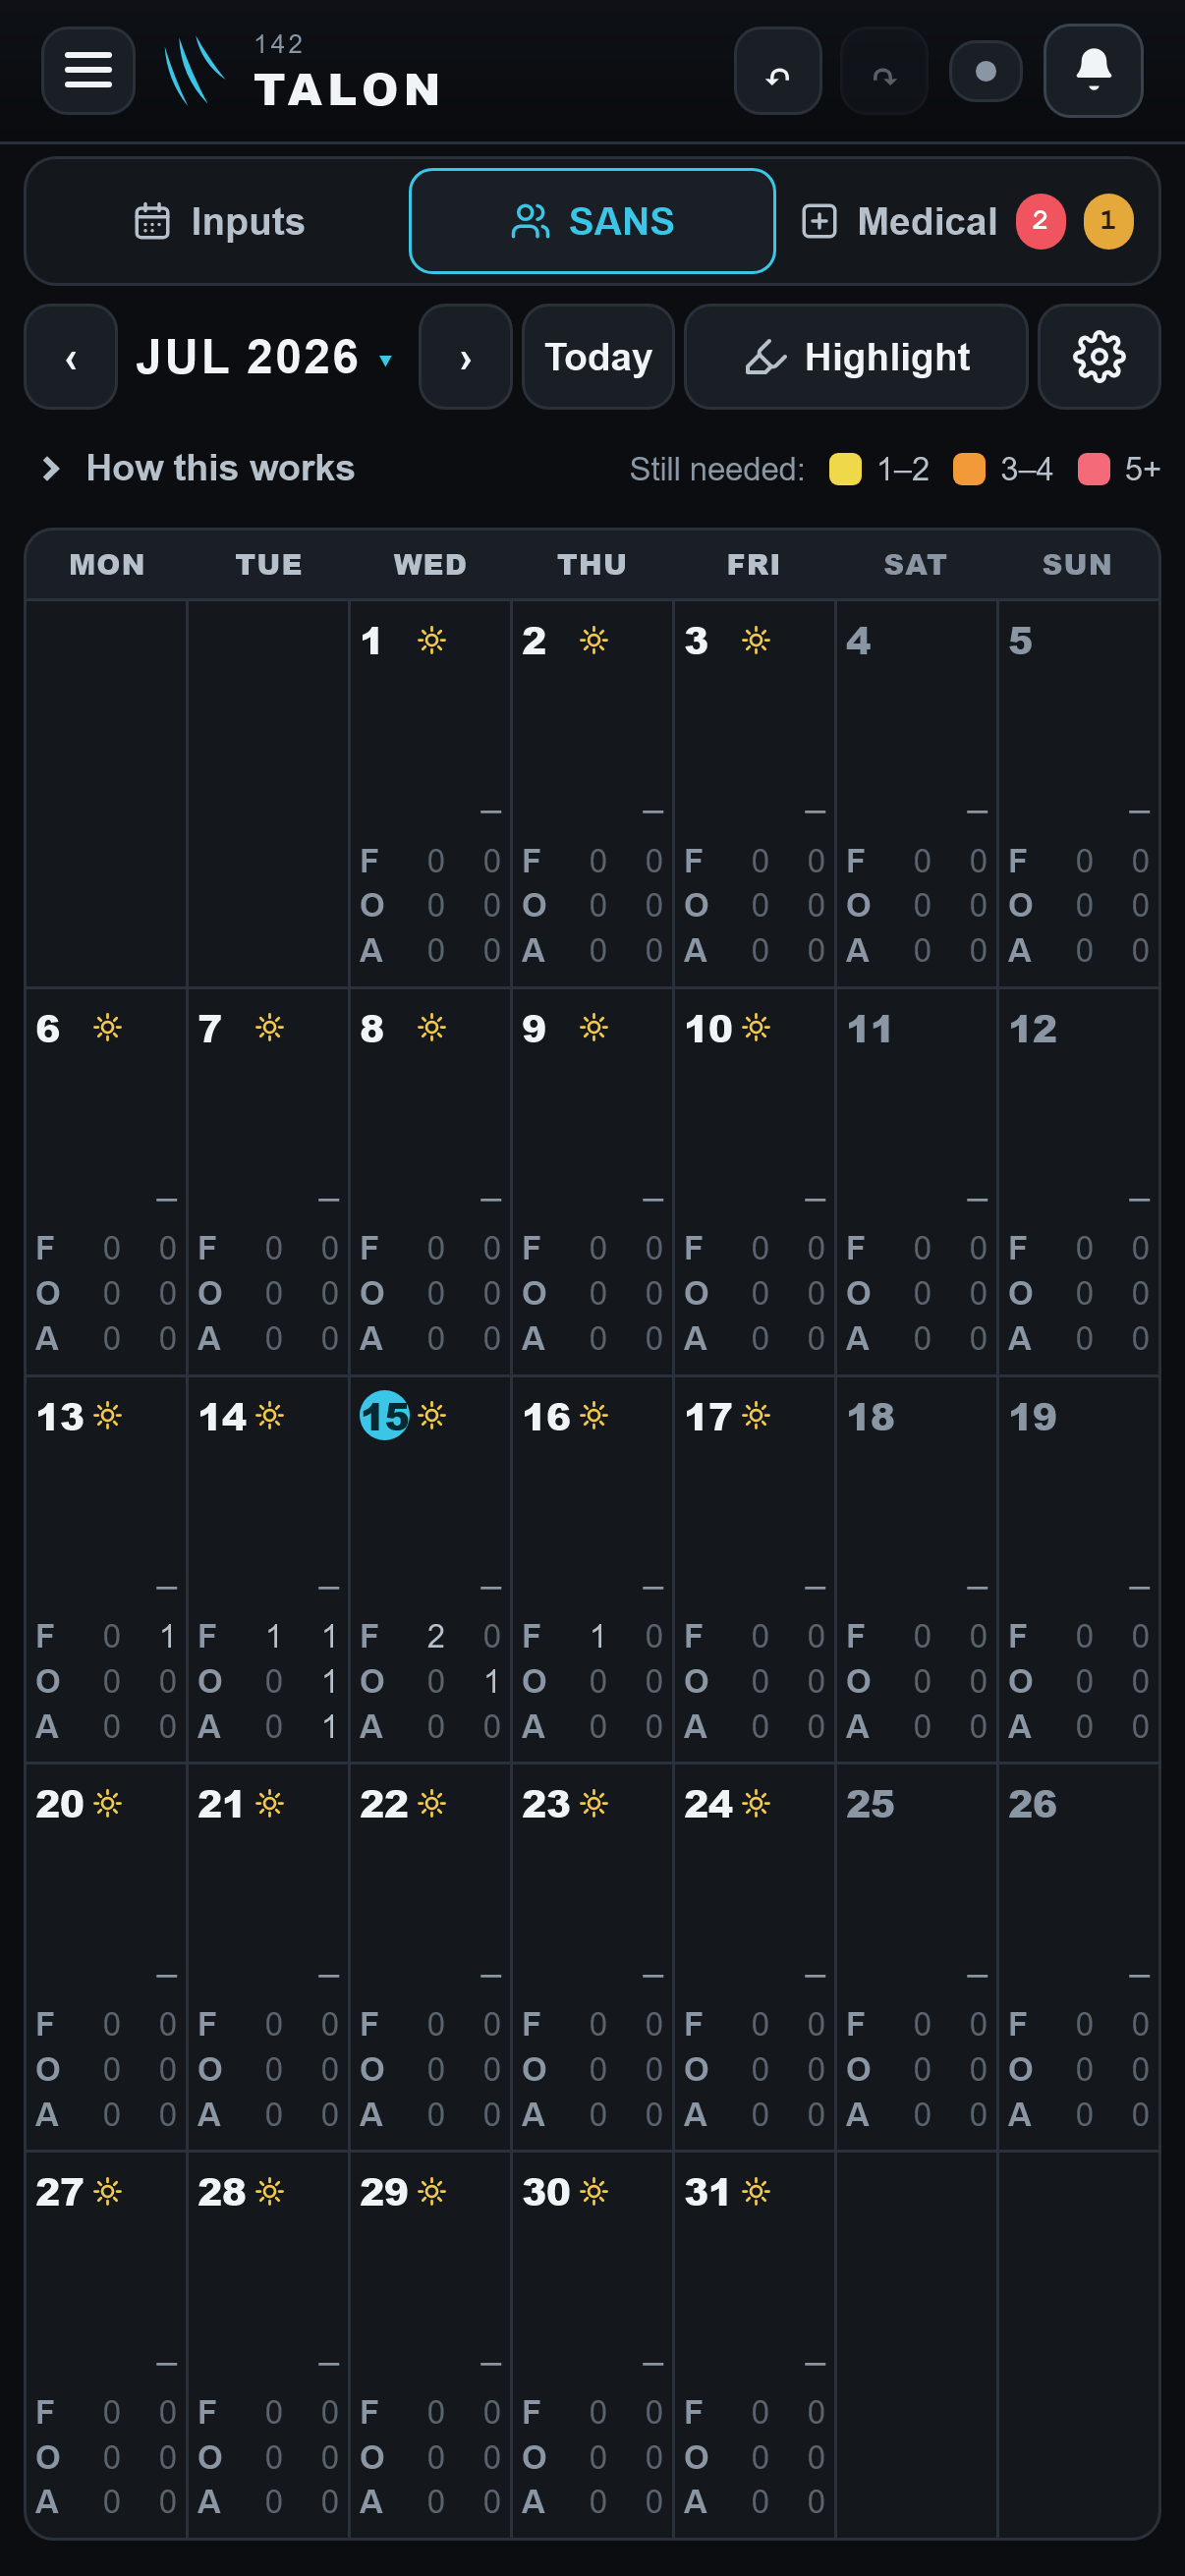 142
TALON
Inputs SANS Medical 2 1
‹ JUL 2026 ▾ › Today Highlight
How this works Still needed: 1–2 3–4 5+
MON TUE WED THU FRI SAT SUN
1 2 3 4 5
– – – – –
F 0 0 F 0 0 F 0 0 F 0 0 F 0 0
O 0 0 O 0 0 O 0 0 O 0 0 O 0 0
A 0 0 A 0 0 A 0 0 A 0 0 A 0 0
6 7 8 9 10 11 12
– – – – – – –
F 0 0 F 0 0 F 0 0 F 0 0 F 0 0 F 0 0 F 0 0
O 0 0 O 0 0 O 0 0 O 0 0 O 0 0 O 0 0 O 0 0
A 0 0 A 0 0 A 0 0 A 0 0 A 0 0 A 0 0 A 0 0
13 14 15 16 17 18 19
– – – – – – –
F 0 1 F 1 1 F 2 0 F 1 0 F 0 0 F 0 0 F 0 0
O 0 0 O 0 1 O 0 1 O 0 0 O 0 0 O 0 0 O 0 0
A 0 0 A 0 1 A 0 0 A 0 0 A 0 0 A 0 0 A 0 0
20 21 22 23 24 25 26
– – – – – – –
F 0 0 F 0 0 F 0 0 F 0 0 F 0 0 F 0 0 F 0 0
O 0 0 O 0 0 O 0 0 O 0 0 O 0 0 O 0 0 O 0 0
A 0 0 A 0 0 A 0 0 A 0 0 A 0 0 A 0 0 A 0 0
27 28 29 30 31
– – – – –
F 0 0 F 0 0 F 0 0 F 0 0 F 0 0
O 0 0 O 0 0 O 0 0 O 0 0 O 0 0
A 0 0 A 0 0 A 0 0 A 0 0 A 0 0